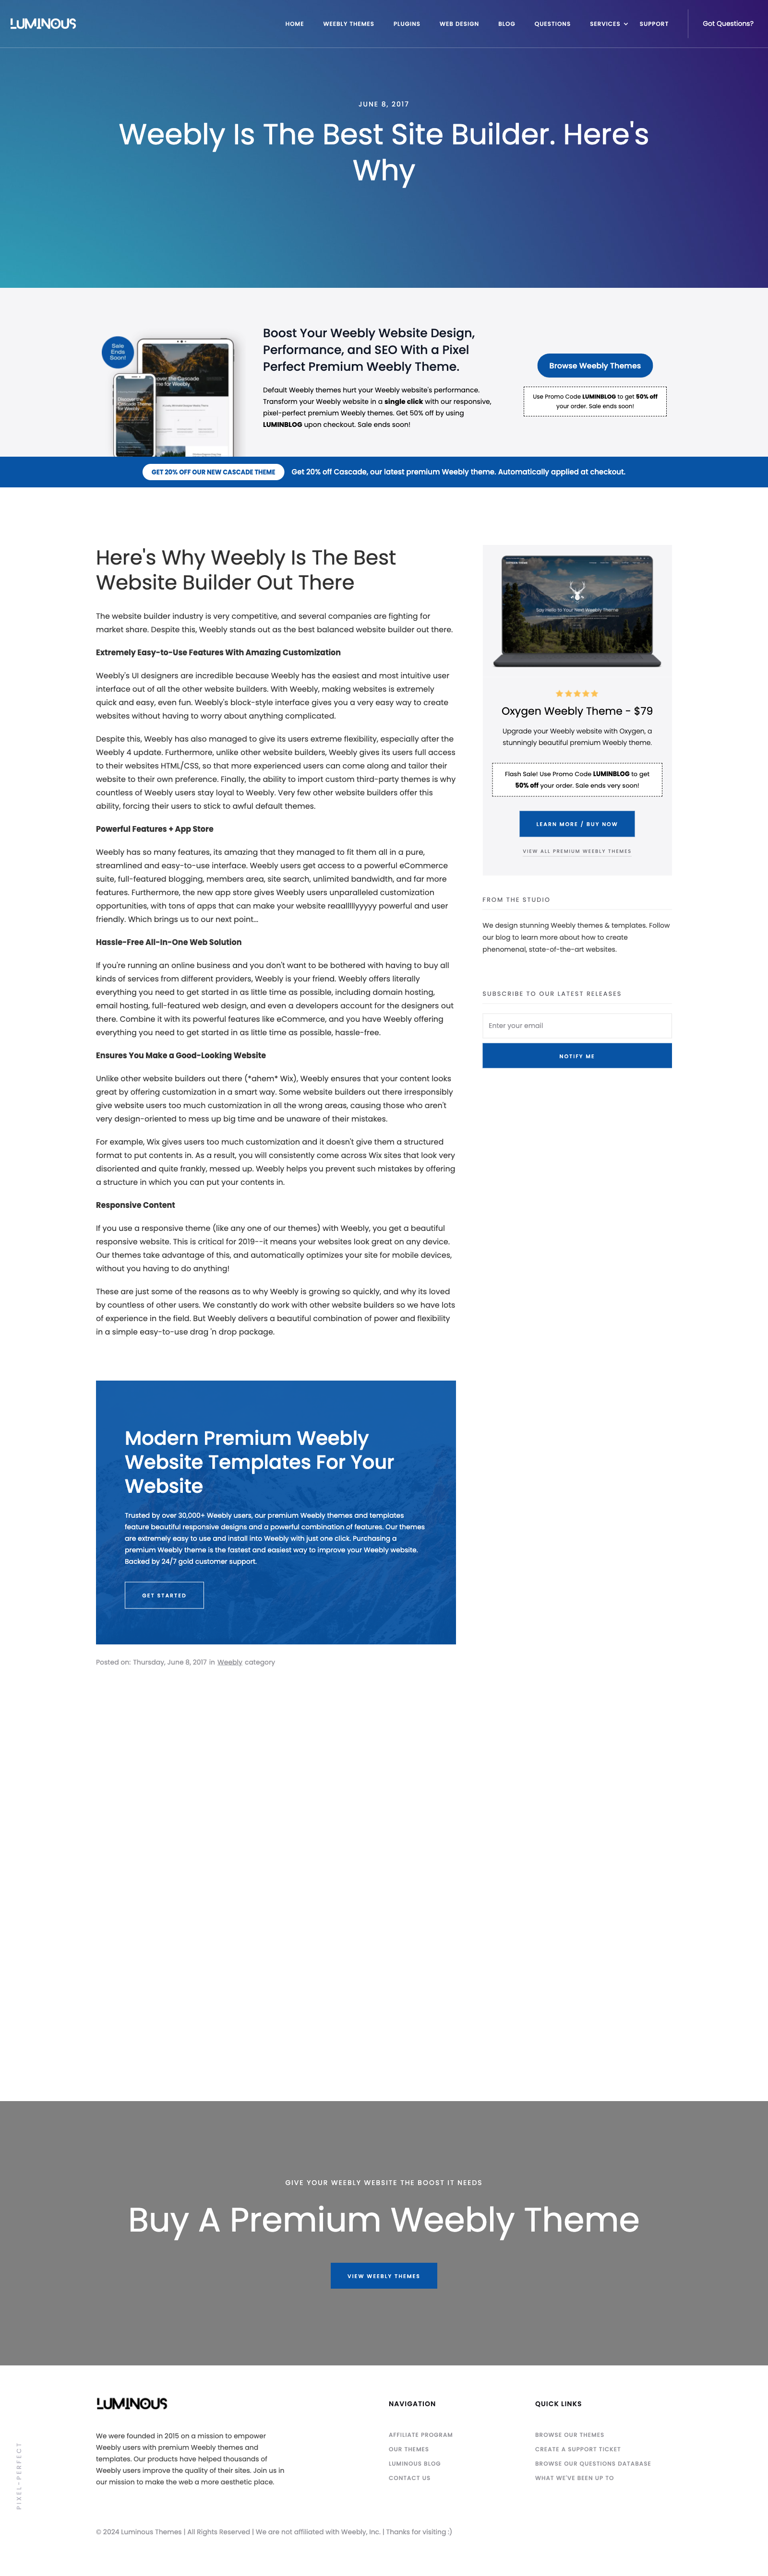 LUMINOUS
HOME WEEBLY THEMES PLUGINS WEB DESIGN BLOG QUESTIONS SERVICES SUPPORT Got Questions?
JUNE 8, 2017
Weebly Is The Best Site Builder. Here's
Why
Sale
Ends
Soon!
Boost Your Weebly Website Design,
Performance, and SEO With a Pixel
Perfect Premium Weebly Theme.
Default Weebly themes hurt your Weebly website's performance.
Transform your Weebly website in a single click with our responsive,
pixel-perfect premium Weebly themes. Get 50% off by using
LUMINBLOG upon checkout. Sale ends soon!
Browse Weebly Themes
Use Promo Code LUMINBLOG to get 50% off
your order. Sale ends soon!
GET 20% OFF OUR NEW CASCADE THEME Get 20% off Cascade, our latest premium Weebly theme. Automatically applied at checkout.
Here's Why Weebly Is The Best
Website Builder Out There
The website builder industry is very competitive, and several companies are fighting for
market share. Despite this, Weebly stands out as the best balanced website builder out there.
Extremely Easy-to-Use Features With Amazing Customization
Weebly's UI designers are incredible because Weebly has the easiest and most intuitive user
interface out of all the other website builders. With Weebly, making websites is extremely
quick and easy, even fun. Weebly's block-style interface gives you a very easy way to create
websites without having to worry about anything complicated.
Despite this, Weebly has also managed to give its users extreme flexibility, especially after the
Weebly 4 update. Furthermore, unlike other website builders, Weebly gives its users full access
to their websites HTML/CSS, so that more experienced users can come along and tailor their
website to their own preference. Finally, the ability to import custom third-party themes is why
countless of Weebly users stay loyal to Weebly. Very few other website builders offer this
ability, forcing their users to stick to awful default themes.
Powerful Features + App Store
Weebly has so many features, its amazing that they managed to fit them all in a pure,
streamlined and easy-to-use interface. Weebly users get access to a powerful eCommerce
suite, full-featured blogging, members area, site search, unlimited bandwidth, and far more
features. Furthermore, the new app store gives Weebly users unparalleled customization
opportunities, with tons of apps that can make your website reaalllllyyyyy powerful and user
friendly. Which brings us to our next point...
Hassle-Free All-In-One Web Solution
If you're running an online business and you don't want to be bothered with having to buy all
kinds of services from different providers, Weebly is your friend. Weebly offers literally
everything you need to get started in as little time as possible, including domain hosting,
email hosting, full-featured web design, and even a developers account for the designers out
there. Combine it with its powerful features like eCommerce, and you have Weebly offering
everything you need to get started in as little time as possible, hassle-free.
Ensures You Make a Good-Looking Website
Unlike other website builders out there (*ahem* Wix), Weebly ensures that your content looks
great by offering customization in a smart way. Some website builders out there irresponsibly
give website users too much customization in all the wrong areas, causing those who aren't
very design-oriented to mess up big time and be unaware of their mistakes.
For example, Wix gives users too much customization and it doesn't give them a structured
format to put contents in. As a result, you will consistently come across Wix sites that look very
disoriented and quite frankly, messed up. Weebly helps you prevent such mistakes by offering
a structure in which you can put your contents in.
Responsive Content
If you use a responsive theme (like any one of our themes) with Weebly, you get a beautiful
responsive website. This is critical for 2019--it means your websites look great on any device.
Our themes take advantage of this, and automatically optimizes your site for mobile devices,
without you having to do anything!
These are just some of the reasons as to why Weebly is growing so quickly, and why its loved
by countless of other users. We constantly do work with other website builders so we have lots
of experience in the field. But Weebly delivers a beautiful combination of power and flexibility
in a simple easy-to-use drag 'n drop package.
Say Hello to Your Next Weebly Theme
Oxygen Weebly Theme - $79
Upgrade your Weebly website with Oxygen, a
stunningly beautiful premium Weebly theme.
Flash Sale! Use Promo Code LUMINBLOG to get
50% off your order. Sale ends very soon!
LEARN MORE / BUY NOW
VIEW ALL PREMIUM WEEBLY THEMES
FROM THE STUDIO
We design stunning Weebly themes & templates. Follow
our blog to learn more about how to create
phenomenal, state-of-the-art websites.
SUBSCRIBE TO OUR LATEST RELEASES
Enter your email
NOTIFY ME
Modern Premium Weebly
Website Templates For Your
Website
Trusted by over 30,000+ Weebly users, our premium Weebly themes and templates
feature beautiful responsive designs and a powerful combination of features. Our themes
are extremely easy to use and install into Weebly with just one click. Purchasing a
premium Weebly theme is the fastest and easiest way to improve your Weebly website.
Backed by 24/7 gold customer support.
GET STARTED
Posted on: Thursday, June 8, 2017 in Weebly category
GIVE YOUR WEEBLY WEBSITE THE BOOST IT NEEDS
Buy A Premium Weebly Theme
VIEW WEEBLY THEMES
LUMINOUS
We were founded in 2015 on a mission to empower
Weebly users with premium Weebly themes and
templates. Our products have helped thousands of
Weebly users improve the quality of their sites. Join us in
our mission to make the web a more aesthetic place.
NAVIGATION
AFFILIATE PROGRAM
OUR THEMES
LUMINOUS BLOG
CONTACT US
QUICK LINKS
BROWSE OUR THEMES
CREATE A SUPPORT TICKET
BROWSE OUR QUESTIONS DATABASE
WHAT WE'VE BEEN UP TO
PIXEL-PERFECT
© 2024 Luminous Themes | All Rights Reserved | We are not affiliated with Weebly, Inc. | Thanks for visiting :)